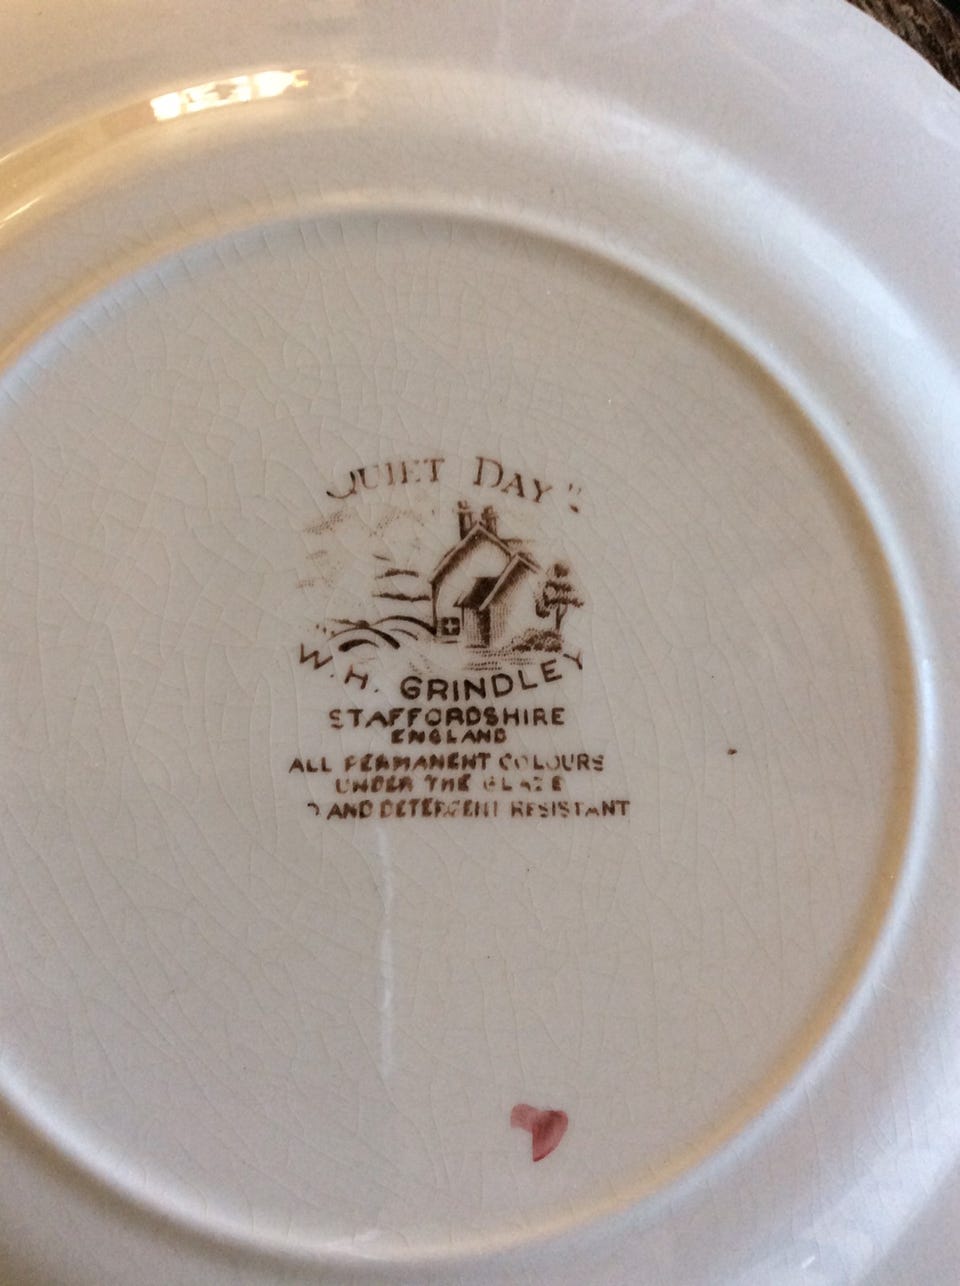 QUIET DAY"
W.H. GRINDLEY
STAFFORDSHIRE
ENGLAND
ALL PERMANENT COLOURS
UNDER THE GLAZE
AND DETERGENT RESISTANT